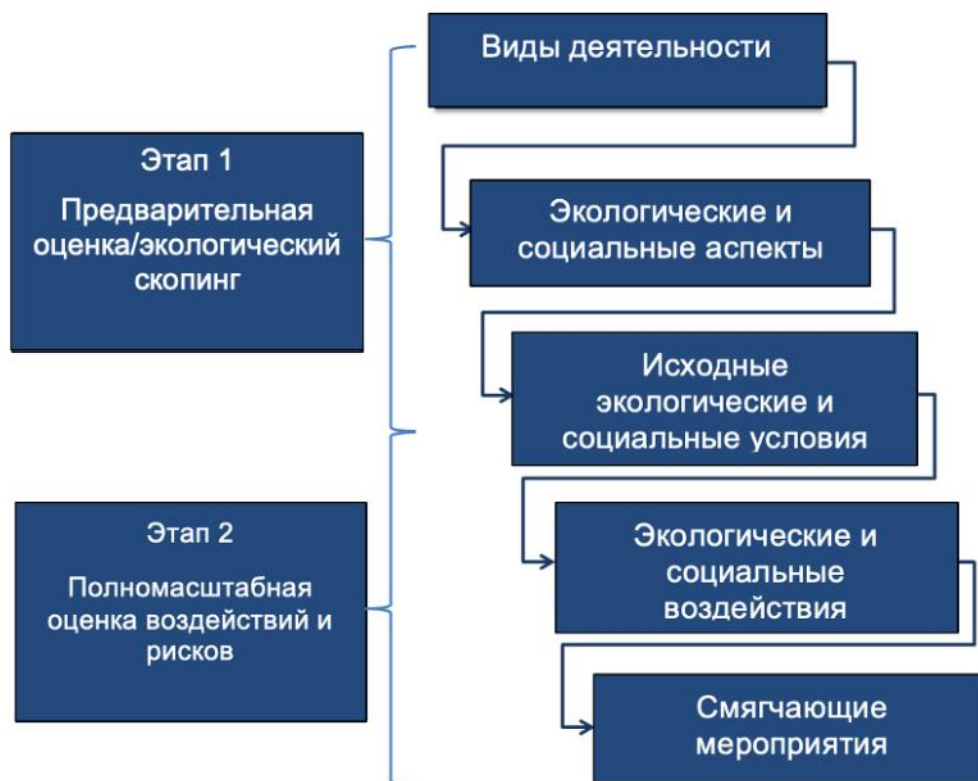 Виды деятельности
Этап 1
Предварительная
оценка/экологический
скопинг
Экологические и
социальные аспекты
Исходные
экологические и
социальные условия
Этап 2
Полномасштабная
оценка воздействий и
рисков
Экологические и
социальные
воздействия
Смягчающие
мероприятия